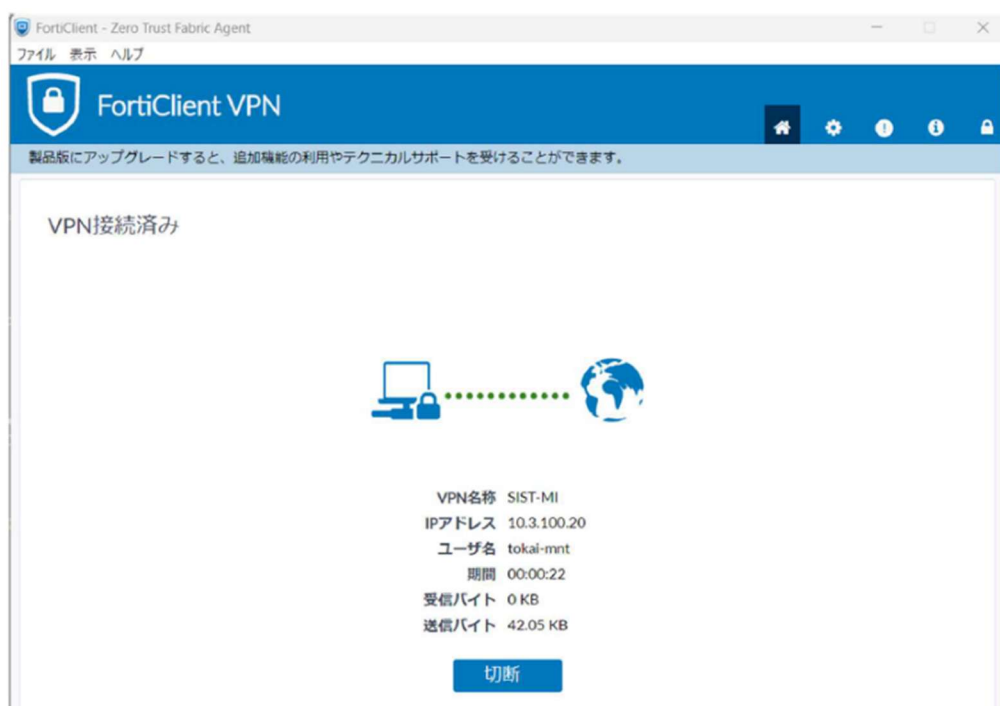 FortiClient - Zero Trust Fabric Agent
ファイル 表示 ヘルプ
FortiClient VPN
製品版にアップグレードすると、追加機能の利用やテクニカルサポートを受けることができます。
VPN接続済み
VPN名称 SIST-MI
IPアドレス 10.3.100.20
ユーザ名 tokai-mnt
期間 00:00:22
受信バイト 0 KB
送信バイト 42.05 KB
切断